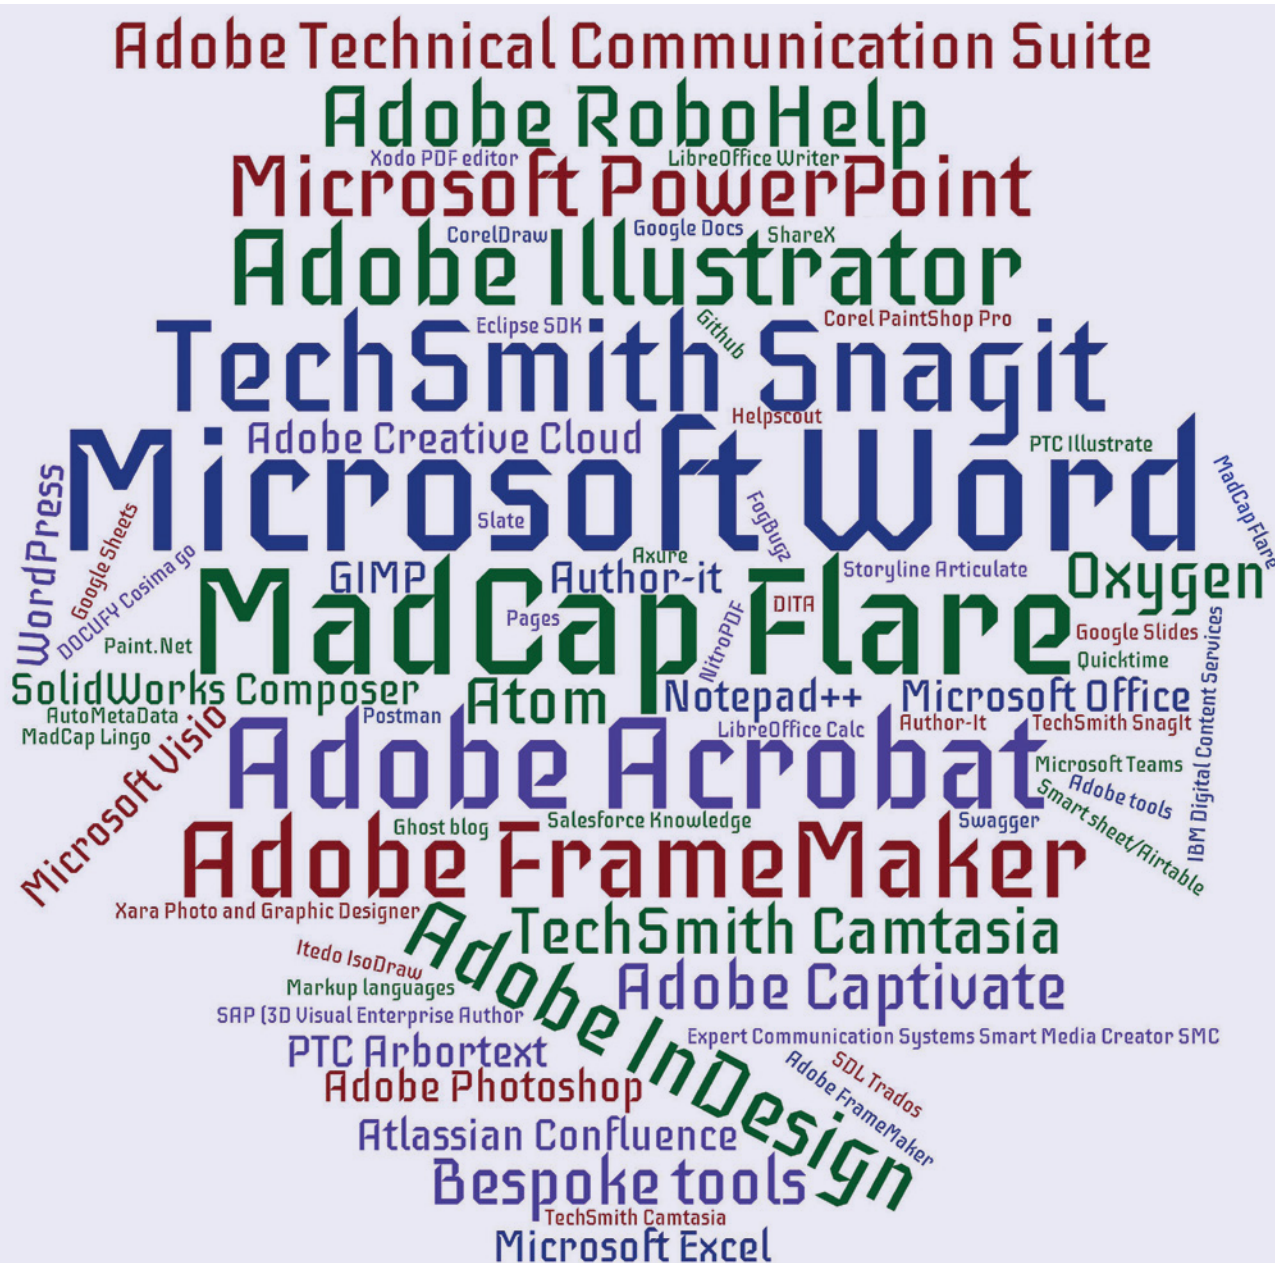 Adobe Technical Communication Suite
Adobe RoboHelp
Xodo PDF editor
LibreOffice Writer
Microsoft PowerPoint
CorelDraw
Google Docs
ShareX
Adobe Illustrator
Eclipse SDK
Github
Corel PaintShop Pro
TechSmith Snagit
Helpscout
Adobe Creative Cloud
PTC Illustrate
Microsoft Word
MadCap Flare
WordPress
Google Sheets
Slate
FogBugz
DOCUFY Cosima go
Axure
GIMP
Author-it
Storyline Articulate
Oxygen
MadCap Flare
Pages
NitroPDF
DITA
Google Slides
Paint.Net
Quicktime
IBM Digital Content Services
SolidWorks Composer
Atom
Notepad++
Microsoft Office
AutoMetaData
Postman
LibreOffice Calc
Author-It
TechSmith SnagIt
MadCap Lingo
Microsoft Visio
Adobe Acrobat
Microsoft Teams
Adobe tools
Smart sheet/Airtable
Ghost blog
Salesforce Knowledge
Swagger
Adobe FrameMaker
Xara Photo and Graphic Designer
TechSmith Camtasia
Itedo IsoDraw
Adobe InDesign
Markup languages
Adobe Captivate
SAP (3D Visual Enterprise Author
Expert Communication Systems Smart Media Creator SMC
PTC Arbortext
SDL Trados
Adobe Photoshop
Adobe FrameMaker
Atlassian Confluence
Bespoke tools
TechSmith Camtasia
Microsoft Excel